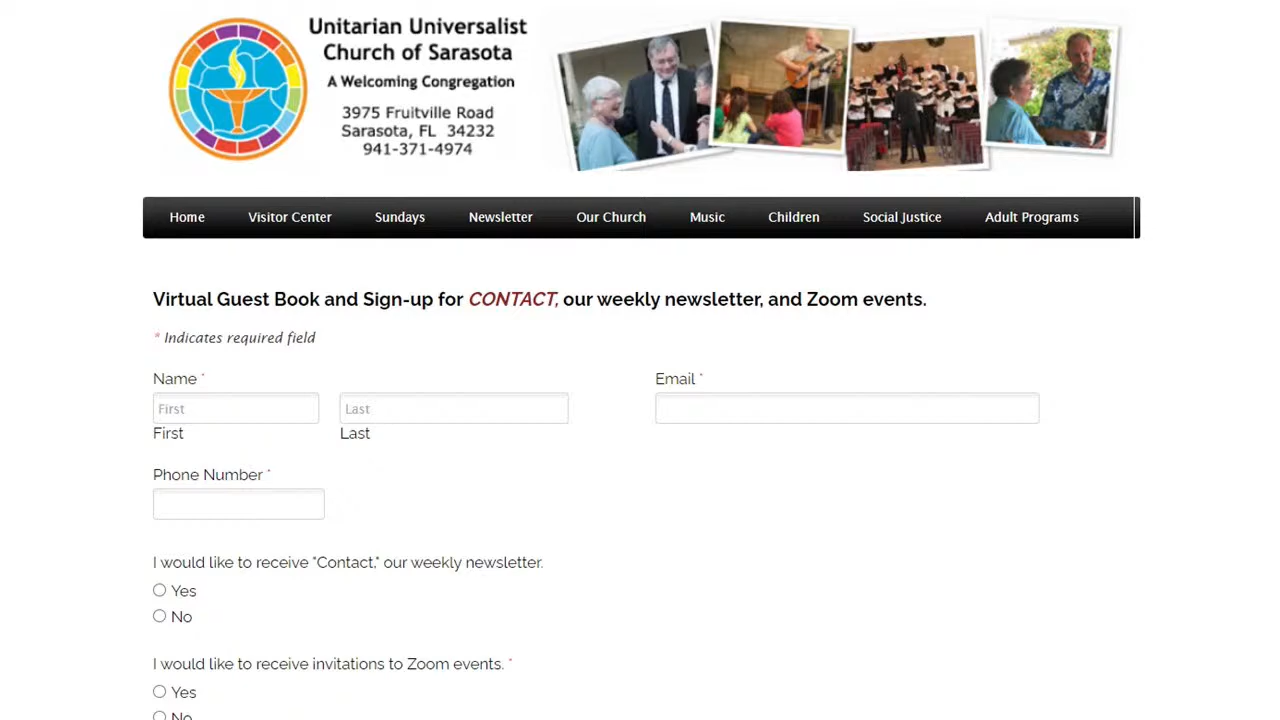 Unitarian Universalist
Church of Sarasota
A Welcoming Congregation
3975 Fruitville Road
Sarasota, FL 34232
941-371-4974
Home Visitor Center Sundays Newsletter Our Church Music Children Social Justice Adult Programs
Virtual Guest Book and Sign-up for CONTACT, our weekly newsletter, and Zoom events.
* Indicates required field
Name * Email *
First Last
First Last
Phone Number *
I would like to receive "Contact," our weekly newsletter.
Yes
No
I would like to receive invitations to Zoom events. *
Yes
No